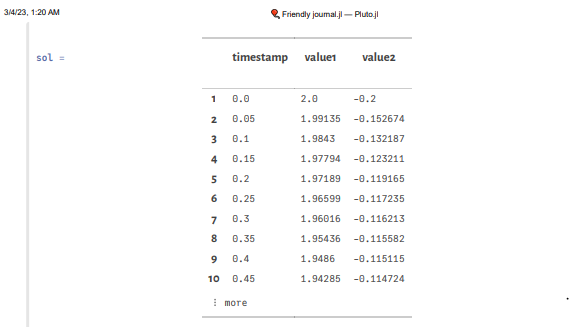 3/4/23, 1:20 AM
Friendly journal.jl — Pluto.jl
sol =
timestamp value1 value2
1 0.0 2.0 -0.2
2 0.05 1.99135 -0.152674
3 0.1 1.9843 -0.132187
4 0.15 1.97794 -0.123211
5 0.2 1.97189 -0.119165
6 0.25 1.96599 -0.117235
7 0.3 1.96016 -0.116213
8 0.35 1.95436 -0.115582
9 0.4 1.9486 -0.115115
10 0.45 1.94285 -0.114724
⋮ more
.